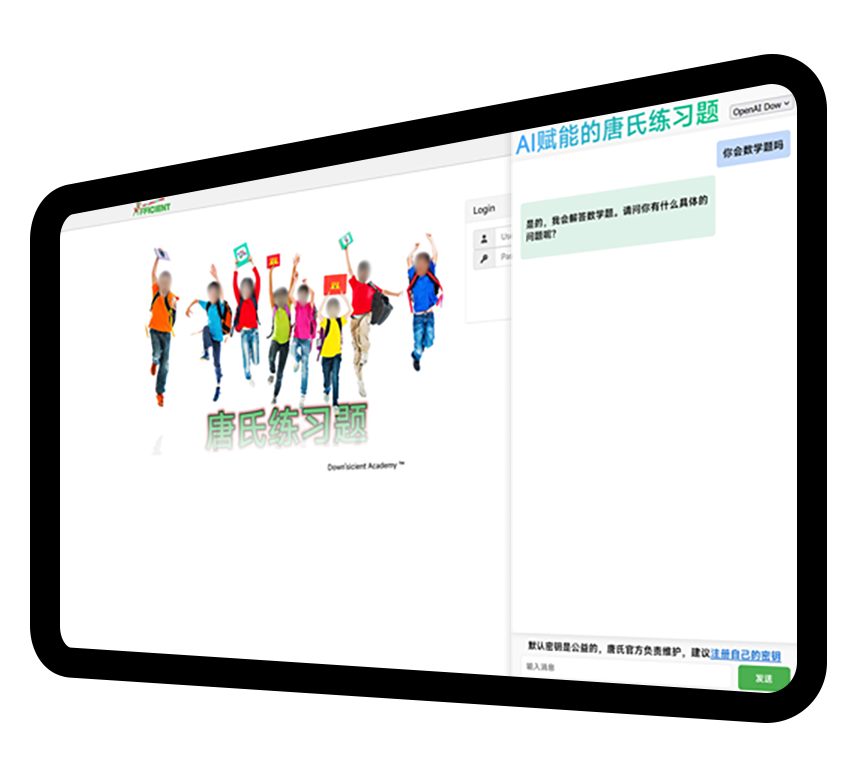 FFICIENT
Login
Use
Pas
唐氏练习题
Down'sicient Academy ™
AI赋能的唐氏练习题
OpenAI Dow
你会数学题吗
是的，我会解答数学题。请问你有什么具体的
问题呢？
默认密钥是公益的，唐氏官方负责维护，建议注册自己的密钥
输入消息
发送